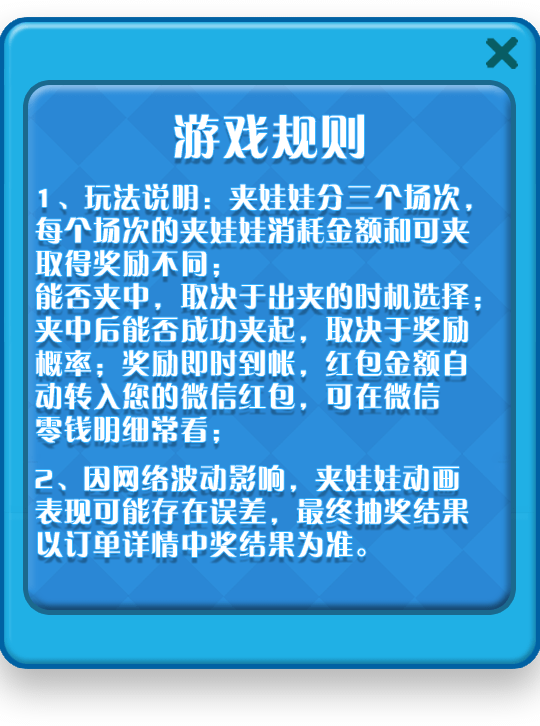 游戏规则
1、玩法说明：夹娃娃分三个场次，
每个场次的夹娃娃消耗金额和可夹
取得奖励不同；
能否夹中，取决于出夹的时机选择；
夹中后能否成功夹起，取决于奖励
概率；奖励即时到帐，红包金额自
动转入您的微信红包，可在微信
零钱明细常看；
2、因网络波动影响，夹娃娃动画
表现可能存在误差，最终抽奖结果
以订单详情中奖结果为准。